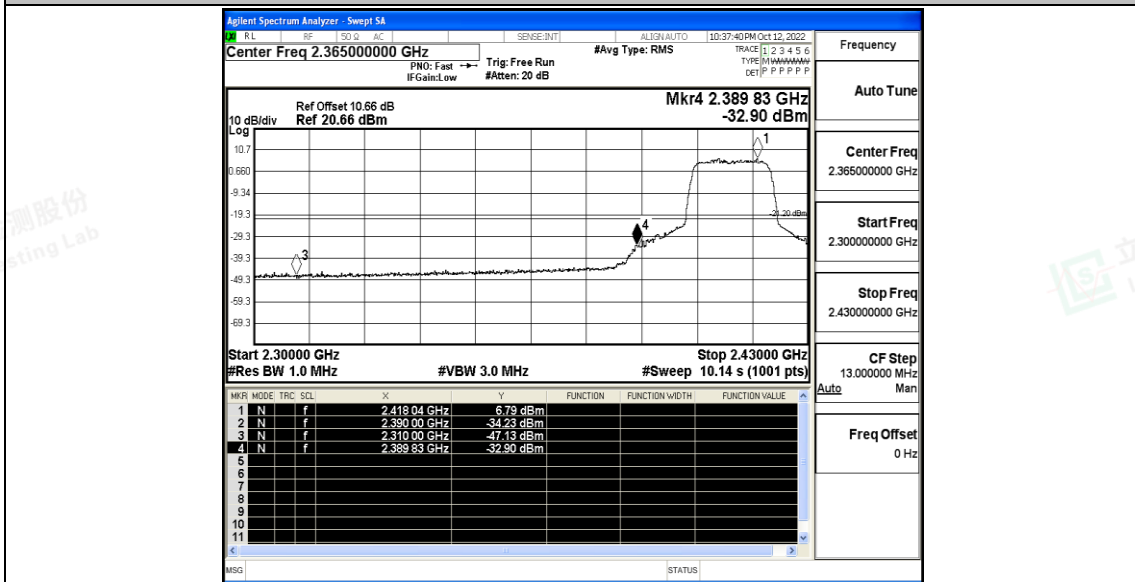 Agilent Spectrum Analyzer - Swept SA
RL RF 50 Ω AC SENSE:INT ALIGN AUTO 10:37:40 PM Oct 12, 2022
Center Freq 2.365000000 GHz
PNO: Fast
IFGain:Low
Trig: Free Run
#Atten: 20 dB
#Avg Type: RMS
TRACE 1 2 3 4 5 6
TYPE MWWWWW
DET P P P P P P
Ref Offset 10.66 dB
10 dB/div Ref 20.66 dBm
Log
Mkr4 2.389 83 GHz
-32.90 dBm
10.7
0.660
-9.34
-19.3
-29.3
-39.3
-49.3
-59.3
-69.3
1
-21.20 dBm
4
3
Start 2.30000 GHz Stop 2.43000 GHz
#Res BW 1.0 MHz #VBW 3.0 MHz #Sweep 10.14 s (1001 pts)
MKR MODE TRC SCL X Y FUNCTION FUNCTION WIDTH FUNCTION VALUE
1 N f 2.418 04 GHz 6.79 dBm
2 N f 2.390 00 GHz -34.23 dBm
3 N f 2.310 00 GHz -47.13 dBm
4 N f 2.389 83 GHz -32.90 dBm
5
6
7
8
9
10
11
MSG STATUS
Frequency
Auto Tune
Center Freq
2.365000000 GHz
Start Freq
2.300000000 GHz
Stop Freq
2.430000000 GHz
CF Step
13.000000 MHz
Auto Man
Freq Offset
0 Hz
测股份
sting Lab
立
LCS